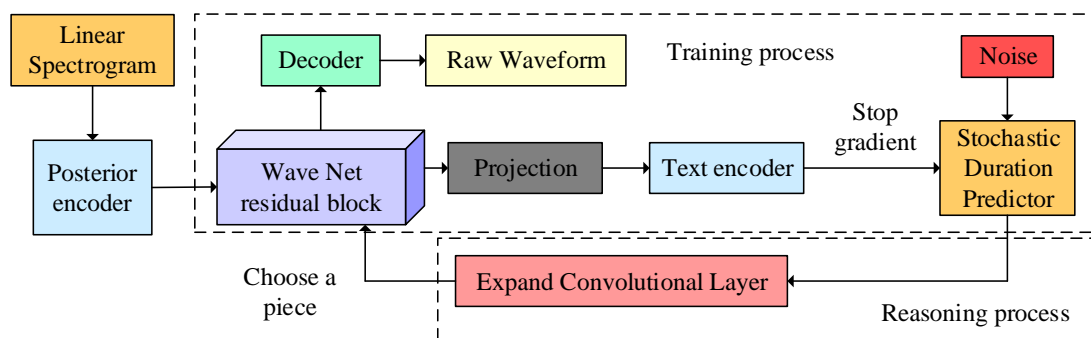 Linear
Spectrogram
Decoder
Raw Waveform
Training process
Noise
Posterior
encoder
Wave Net
residual block
Projection
Text encoder
Stop
gradient
Stochastic
Duration
Predictor
Choose a
piece
Expand Convolutional Layer
Reasoning process